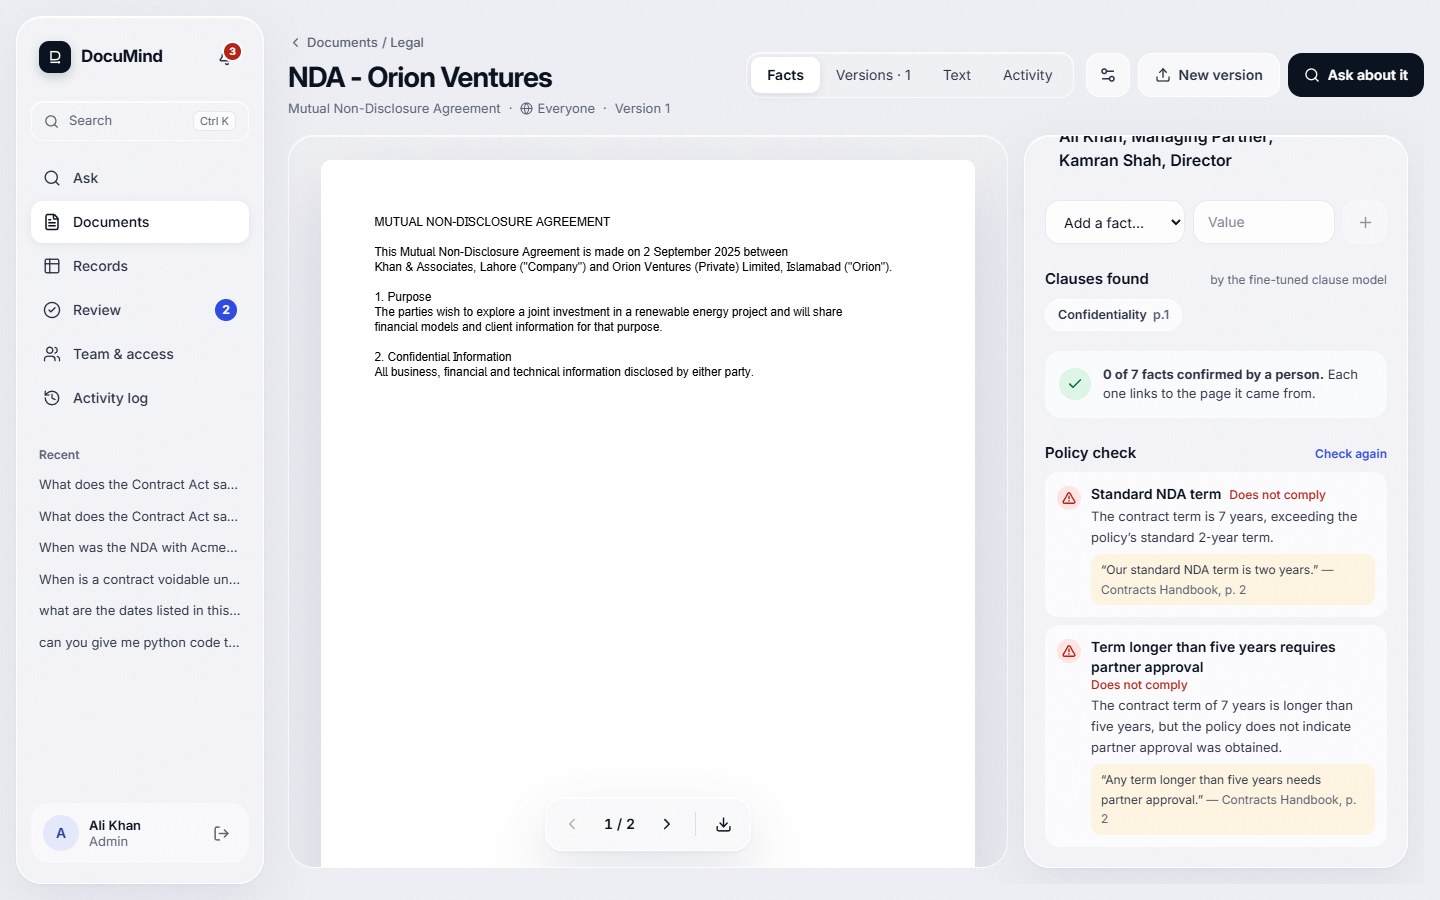 DocuMind
3
Search
Ctrl K
Ask
Documents
Records
Review
2
Team & access
Activity log
Recent
What does the Contract Act sa...
What does the Contract Act sa...
When was the NDA with Acme...
When is a contract voidable un...
what are the dates listed in this...
can you give me python code t...
Ali Khan
Admin
Documents / Legal
NDA - Orion Ventures
Mutual Non-Disclosure Agreement · Everyone · Version 1
Facts
Versions · 1
Text
Activity
New version
Ask about it
MUTUAL NON-DISCLOSURE AGREEMENT
This Mutual Non-Disclosure Agreement is made on 2 September 2025 between
Khan & Associates, Lahore ("Company") and Orion Ventures (Private) Limited, Islamabad ("Orion").
1. Purpose
The parties wish to explore a joint investment in a renewable energy project and will share
financial models and client information for that purpose.
2. Confidential Information
All business, financial and technical information disclosed by either party.
1 / 2
Ali Khan, Managing Partner,
Kamran Shah, Director
Add a fact...
Value
Clauses found
by the fine-tuned clause model
Confidentiality p.1
0 of 7 facts confirmed by a person. Each
one links to the page it came from.
Policy check
Check again
Standard NDA term Does not comply
The contract term is 7 years, exceeding the
policy’s standard 2-year term.
“Our standard NDA term is two years.” —
Contracts Handbook, p. 2
Term longer than five years requires
partner approval
Does not comply
The contract term of 7 years is longer than
five years, but the policy does not indicate
partner approval was obtained.
“Any term longer than five years needs
partner approval.” — Contracts Handbook, p.
2